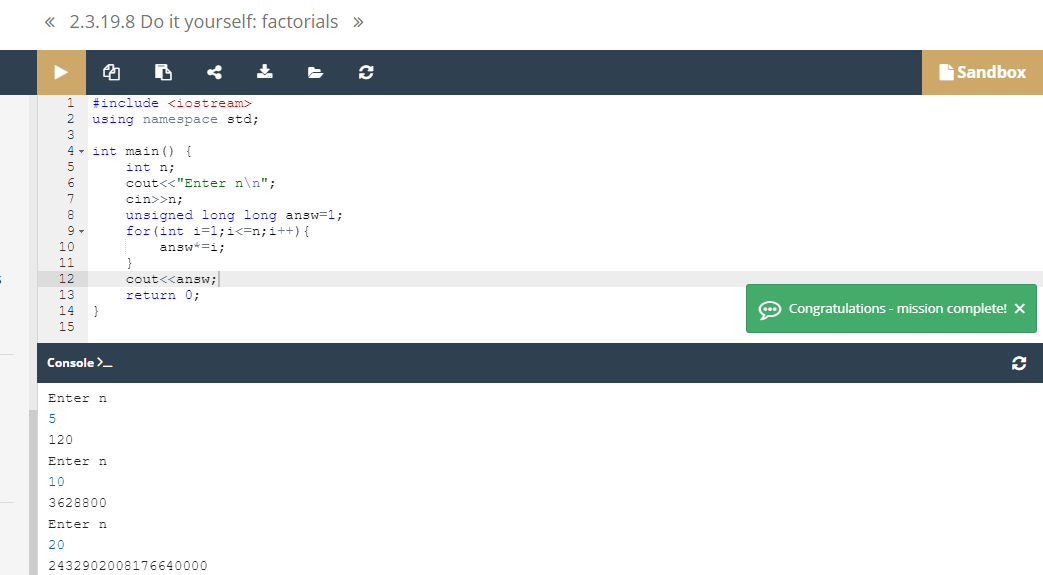 « 2.3.19.8 Do it yourself: factorials »
Sandbox
1 #include <iostream>
2 using namespace std;
3
4 int main() {
5 int n;
6 cout<<"Enter n\n";
7 cin>>n;
8 unsigned long long answ=1;
9 for(int i=1;i<=n;i++){
10 answ*=i;
11 }
12 cout<<answ;
13 return 0;
14 }
15
Congratulations - mission complete! ×
Console >_
Enter n
5
120
Enter n
10
3628800
Enter n
20
2432902008176640000